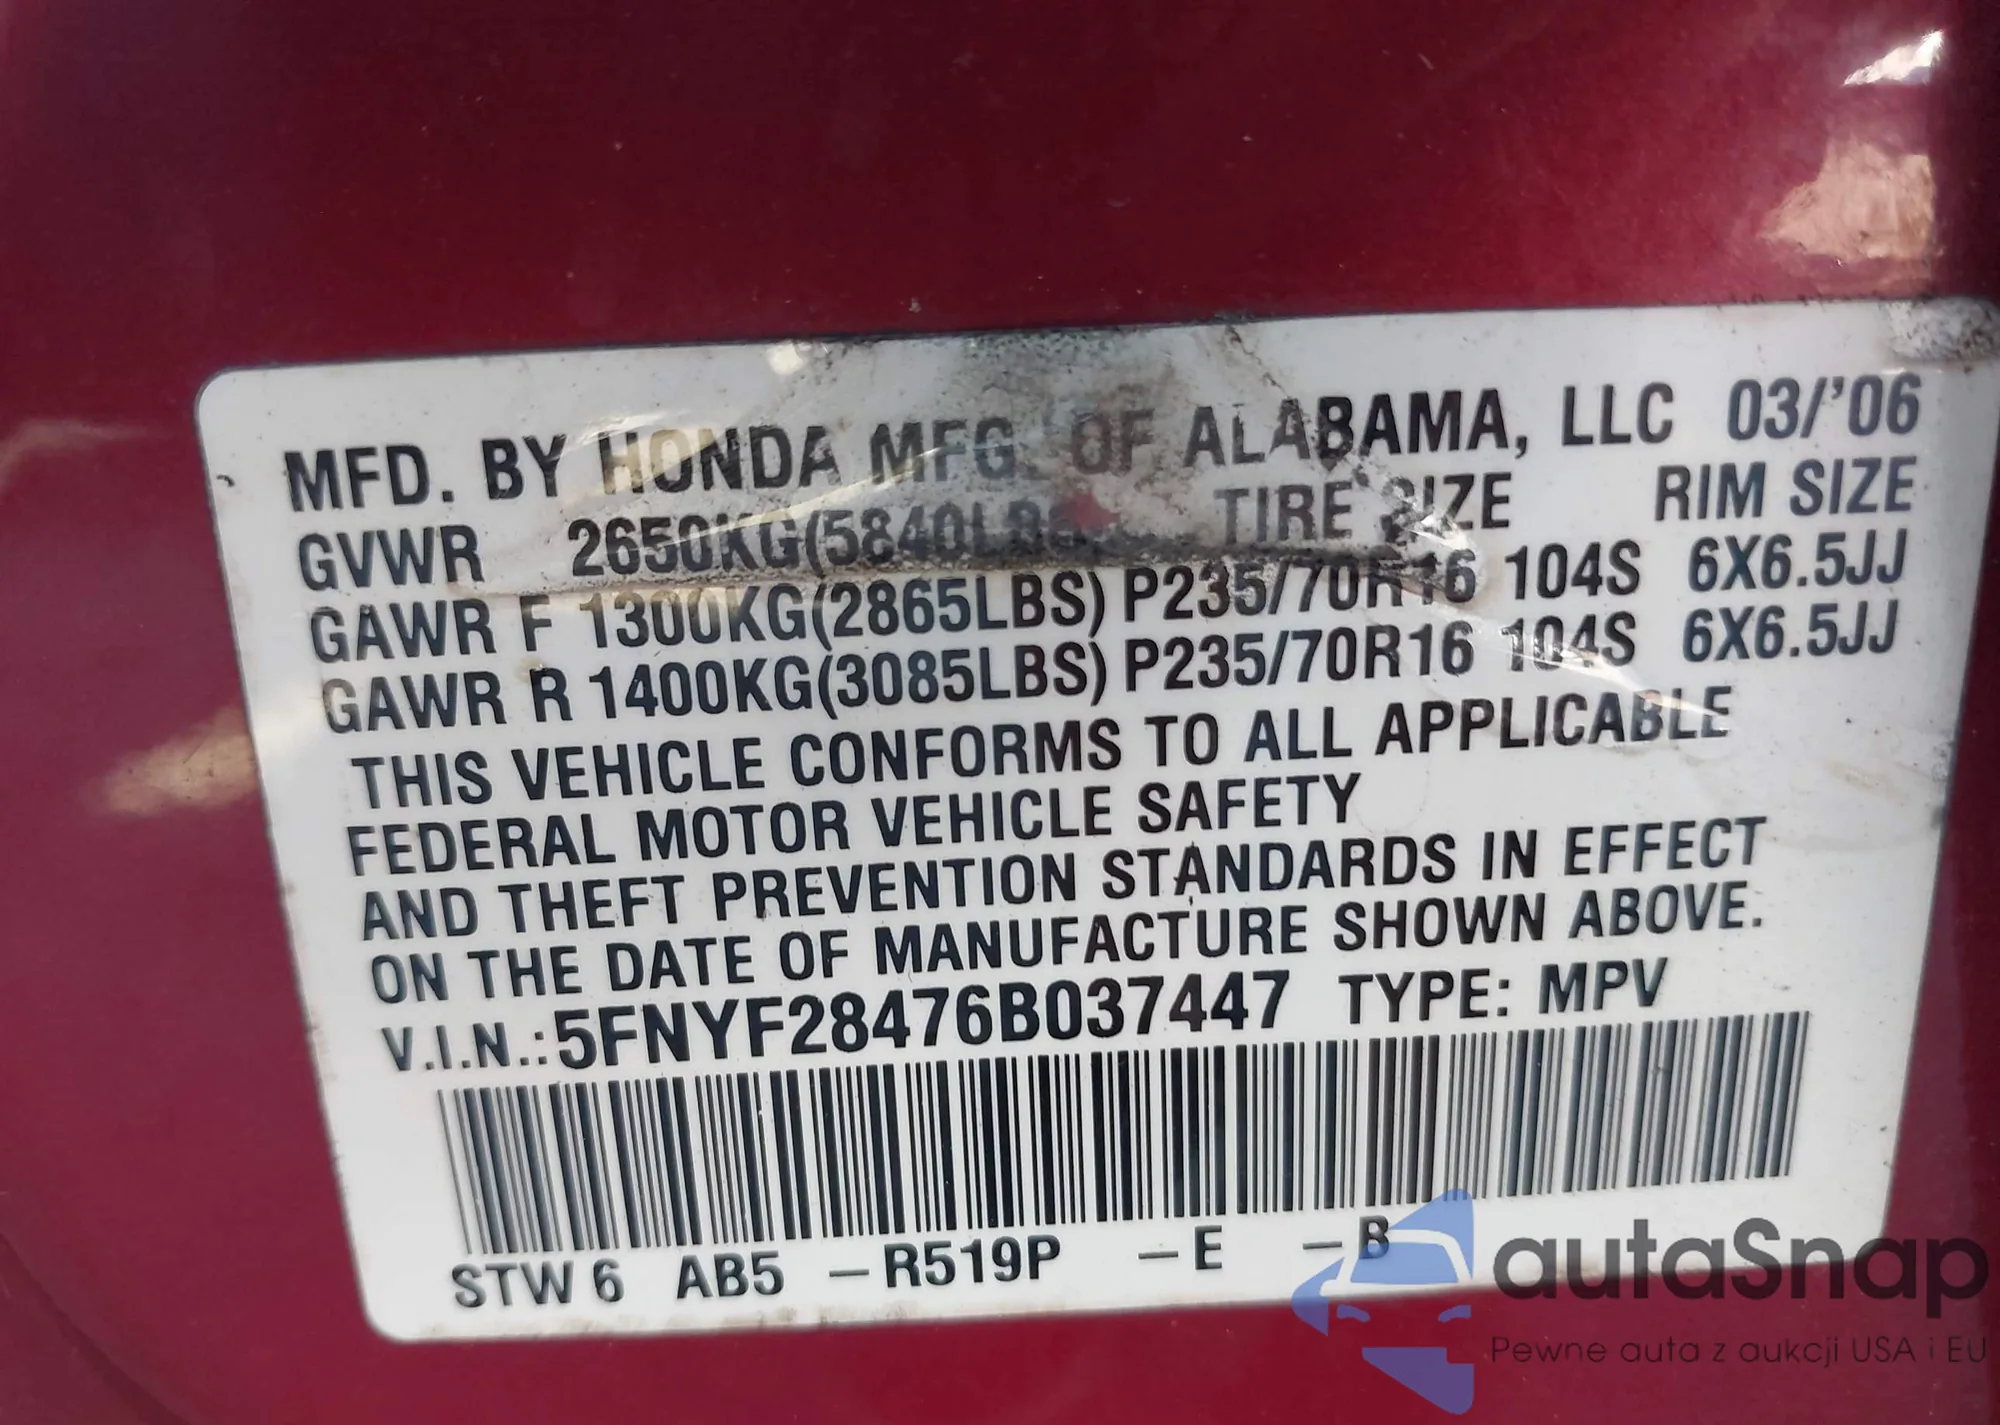 MFD. BY HONDA MFG. OF ALABAMA, LLC 03/'06
GVWR 2650KG(5840LBS) TIRE SIZE RIM SIZE
GAWR F 1300KG(2865LBS) P235/70R16 104S 6X6.5JJ
GAWR R 1400KG(3085LBS) P235/70R16 104S 6X6.5JJ
THIS VEHICLE CONFORMS TO ALL APPLICABLE
FEDERAL MOTOR VEHICLE SAFETY
AND THEFT PREVENTION STANDARDS IN EFFECT
ON THE DATE OF MANUFACTURE SHOWN ABOVE.
V.I.N.:5FNYF28476B037447 TYPE: MPV
STW6 AB5 –R519P –E –B
autaSnap
Pewne auta z aukcji USA i EU